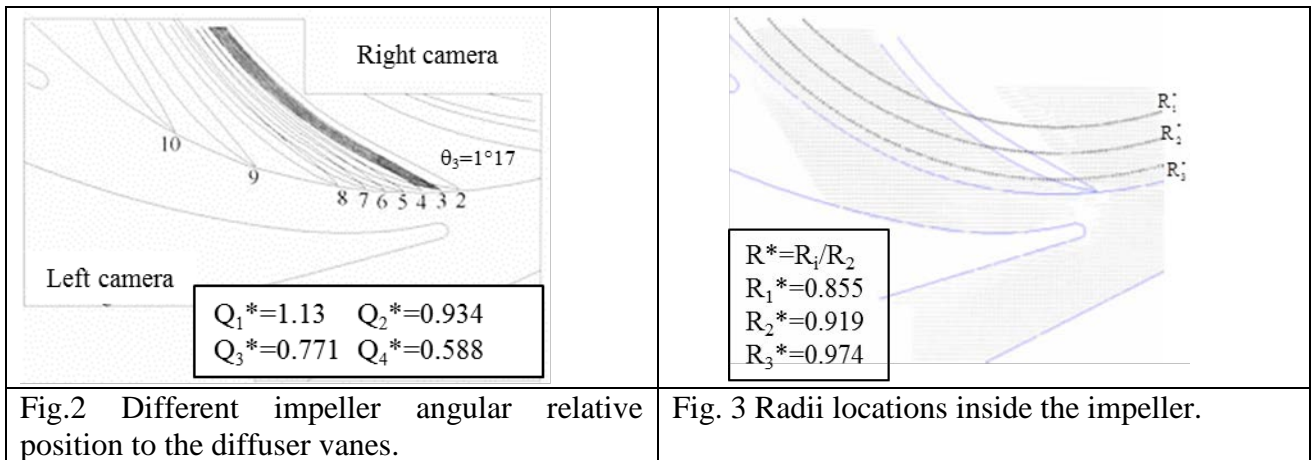 Right camera
θ₃=1°17
10
9
8 7 6 5 4 3 2
Left camera
Q₁*=1.13 Q₂*=0.934
Q₃*=0.771 Q₄*=0.588
Fig.2 Different impeller angular relative
position to the diffuser vanes.
R₁*
R₂*
R₃*
R*=Rᵢ/R₂
R₁*=0.855
R₂*=0.919
R₃*=0.974
Fig. 3 Radii locations inside the impeller.